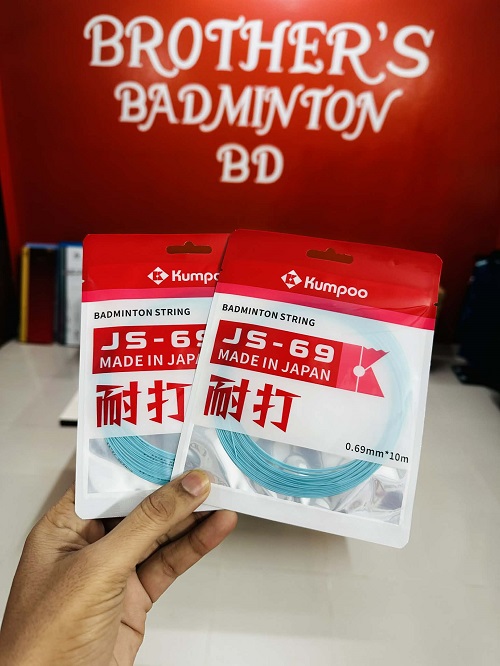 BROTHER'S
BADMINTON
BD
Kumpoo
BADMINTON STRING
JS-69
MADE IN JAPAN
耐打
Kumpoo
BADMINTON STRING
JS-69
MADE IN JAPAN
耐打
0.69mm*10m